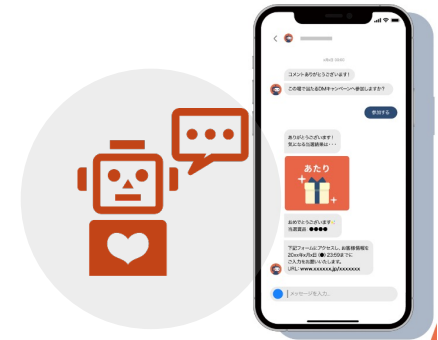 コメントありがとうございます!
この場で当たるDMキャンペーンへ参加しますか?
参加する
ありがとうございます!
気になる当選結果は・・・
あたり
おめでとうございます
当選賞品:●●●●
下記フォームにアクセスし、お客様情報を
20xx年x月x日(●) 23:59までに
ご入力をお願いいたします。
URL: www.xxxxxx.jp/xxxxxxx
メッセージを入力...